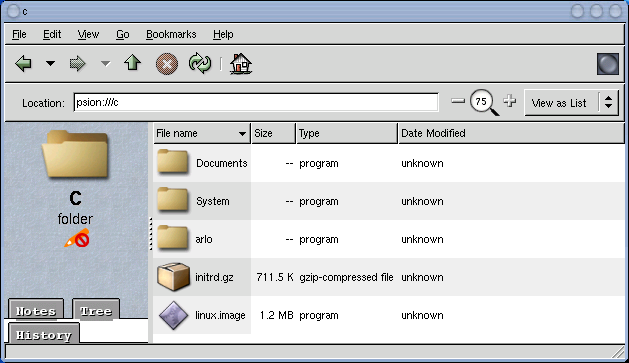 c
File Edit View Go Bookmarks Help
Location: psion:///c 75 View as List
File name Size Type Date Modified
Documents -- program unknown
System -- program unknown
arlo -- program unknown
initrd.gz 711.5 K gzip-compressed file unknown
linux.image 1.2 MB program unknown
C
folder
Notes Tree
History